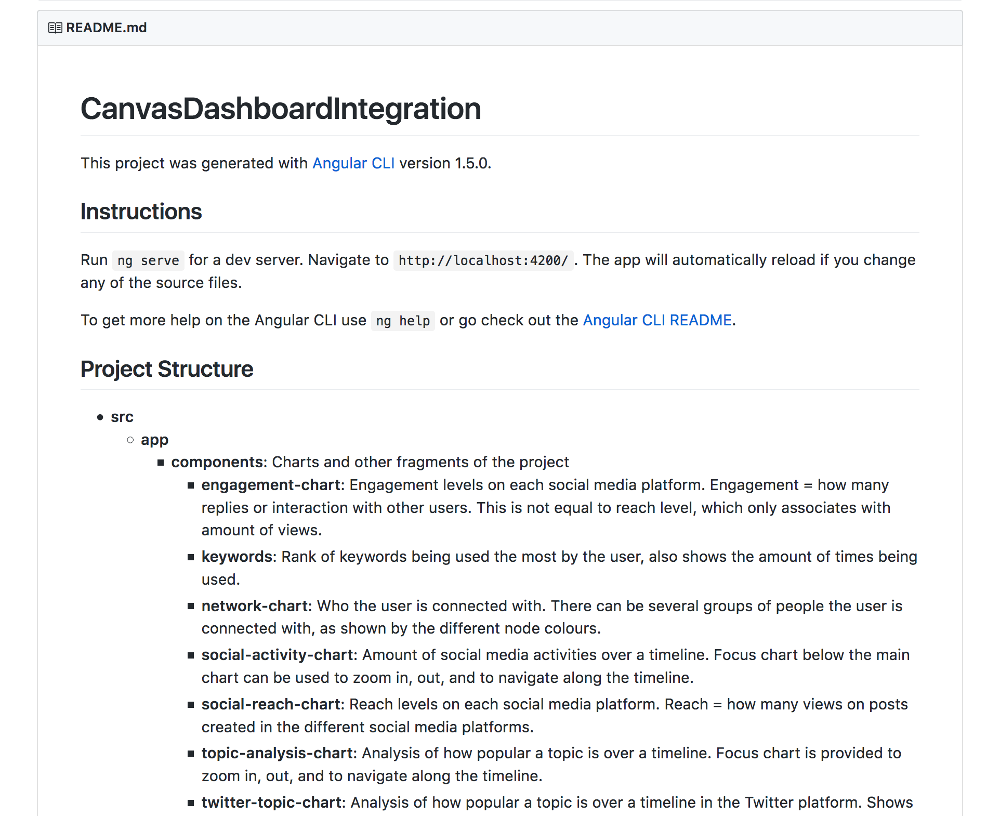 README.md
CanvasDashboardIntegration
This project was generated with Angular CLI version 1.5.0.
Instructions
Run ng serve for a dev server. Navigate to http://localhost:4200/. The app will automatically reload if you change
any of the source files.
To get more help on the Angular CLI use ng help or go check out the Angular CLI README.
Project Structure
src
app
components: Charts and other fragments of the project
engagement-chart: Engagement levels on each social media platform. Engagement = how many
replies or interaction with other users. This is not equal to reach level, which only associates with
amount of views.
keywords: Rank of keywords being used the most by the user, also shows the amount of times being
used.
network-chart: Who the user is connected with. There can be several groups of people the user is
connected with, as shown by the different node colours.
social-activity-chart: Amount of social media activities over a timeline. Focus chart below the main
chart can be used to zoom in, out, and to navigate along the timeline.
social-reach-chart: Reach levels on each social media platform. Reach = how many views on posts
created in the different social media platforms.
topic-analysis-chart: Analysis of how popular a topic is over a timeline. Focus chart is provided to
zoom in, out, and to navigate along the timeline.
twitter-topic-chart: Analysis of how popular a topic is over a timeline in the Twitter platform. Shows